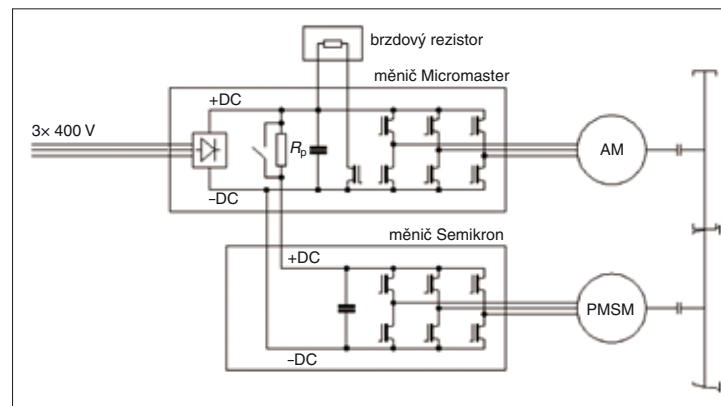 brzdový rezistor
měnič Micromaster
+DC
3× 400 V
Rp
AM
–DC
měnič Semikron
+DC
PMSM
–DC